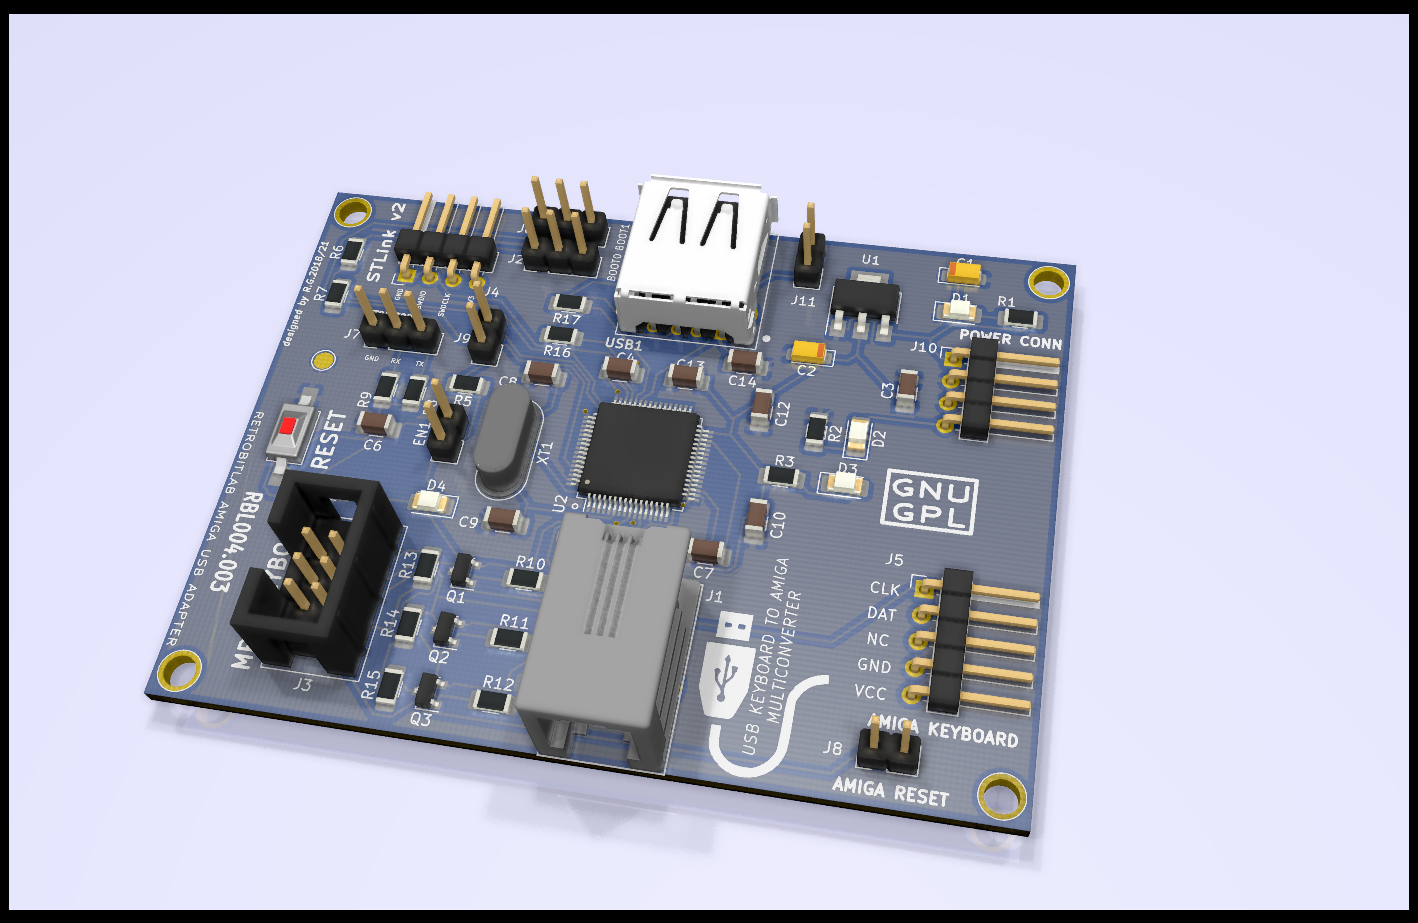 STLink v2
R6
R7
designed by R.G.2018/21
GND
SWDCLK
J4
BOOT0 BOOT1
J11
U1
C1
D1
R1
POWER CONN
J10
J7
GND
RX
TX
J9
R17
R16
USB1
C4
C13
C14
C2
C3
C8
R5
R9
C6
EN1
XT1
C12
R2
D2
R3
D3
RESET
D4
C9
U2
C10
C7
GNU
GPL
RETROBITLAB AMIGA USB ADAPTER
RBL004.003
R13
Q1
R10
R14
Q2
R11
R15
Q3
R12
J3
J1
USB KEYBOARD TO AMIGA
MULTICONVERTER
J5
CLK
DAT
NC
GND
VCC
AMIGA KEYBOARD
J8
AMIGA RESET